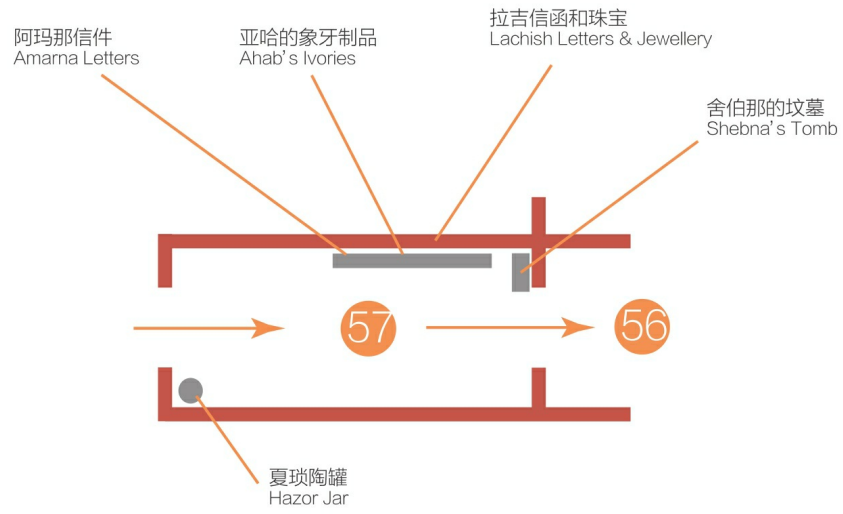 阿玛那信件
Amarna Letters
亚哈的象牙制品
Ahab's Ivories
拉吉信函和珠宝
Lachish Letters & Jewellery
舍伯那的坟墓
Shebna's Tomb
57
56
夏琐陶罐
Hazor Jar